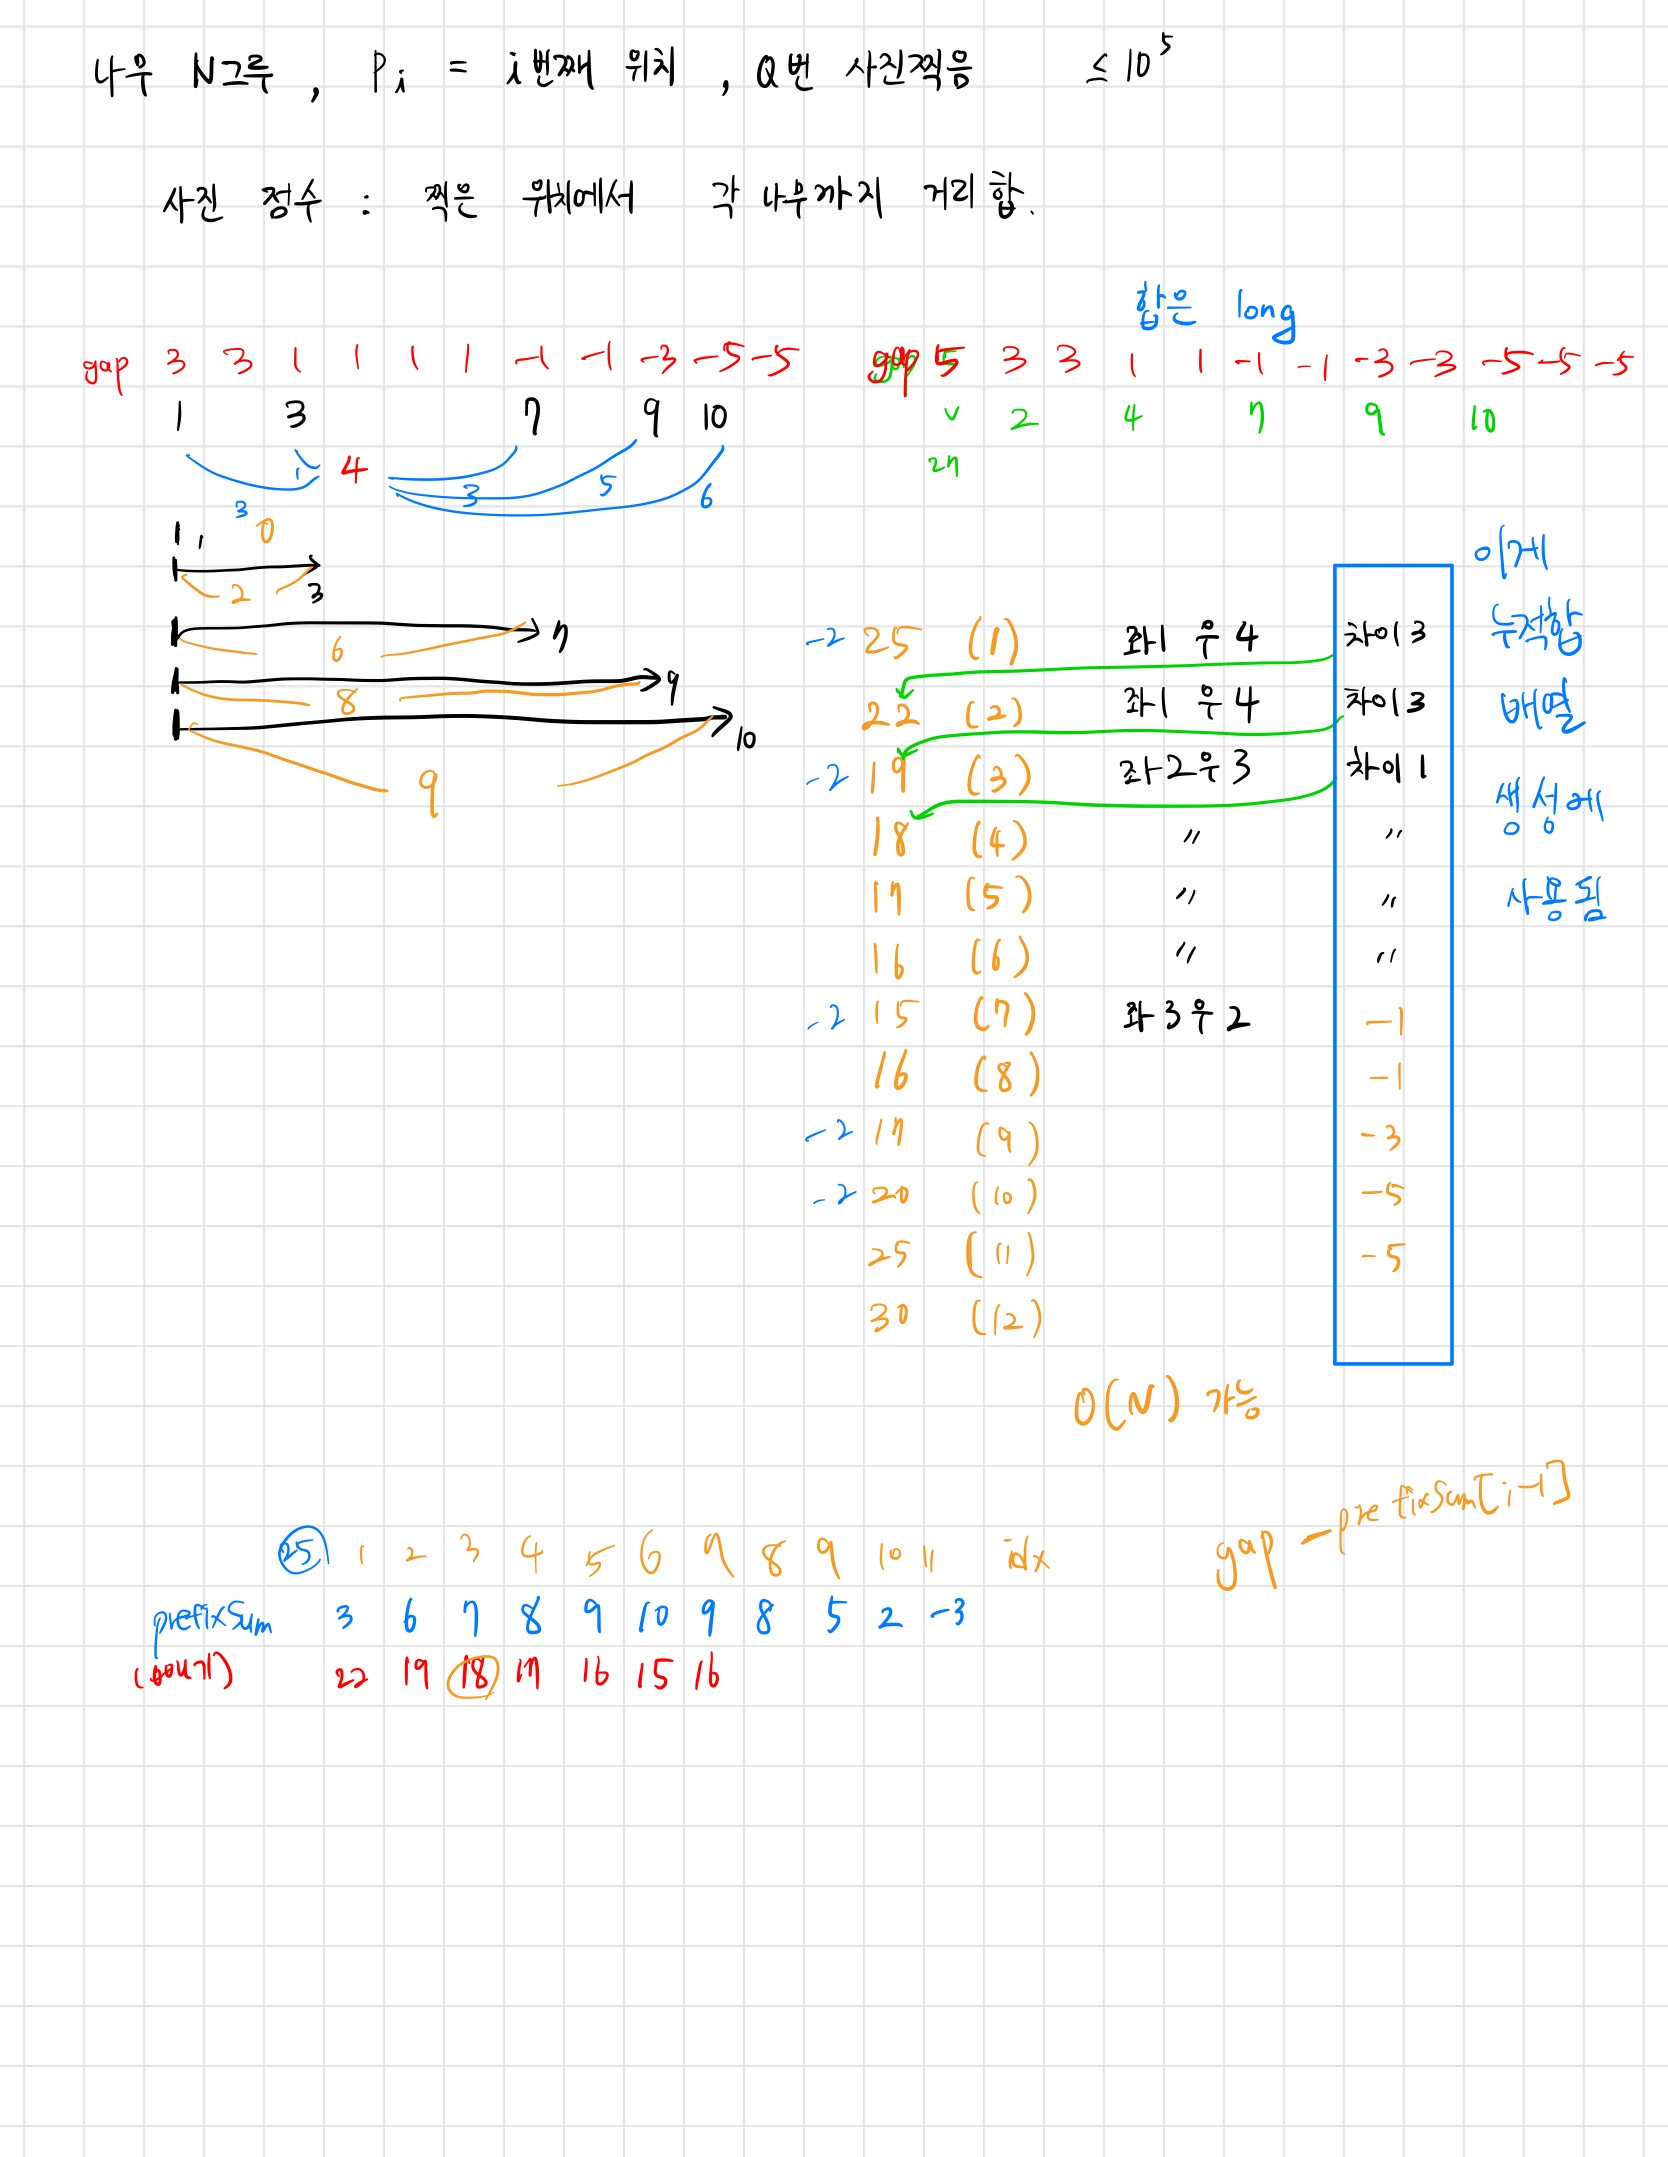 나무 N그루 , Pi = i번째 위치 , Q번 사진찍음 ≤ 10^5
사진 점수 : 찍은 위치에서 각 나무까지 거리합.
합은 long
gap 3 3 1 1 1 1 -1 -1 -3 -5 -5
1 3 7 9 10
4
3 1 3 5 6
gap 5 3 3 1 1 -1 -1 -3 -3 -5 -5 -5
2 4 7 9 10
27
1, 0
2 3
6 7
8 9
9 10
이게
누적합
배열
생성에
사용됨
-2 25 (1) 좌1 우4 차이3
22 (2) 좌1 우4 차이3
-2 19 (3) 좌2우3 차이1
18 (4) 〃 〃
17 (5) 〃 〃
16 (6) 〃 〃
-2 15 (7) 좌3우2 -1
16 (8) -1
-2 17 (9) -3
-2 20 (10) -5
25 (11) -5
30 (12)
O(N) 가능
gap - prefixSum[i-1]
25 1 2 3 4 5 6 7 8 9 10 11 idx
prefixSum 3 6 7 8 9 10 9 8 5 2 -3
22 19 18 17 16 15 16